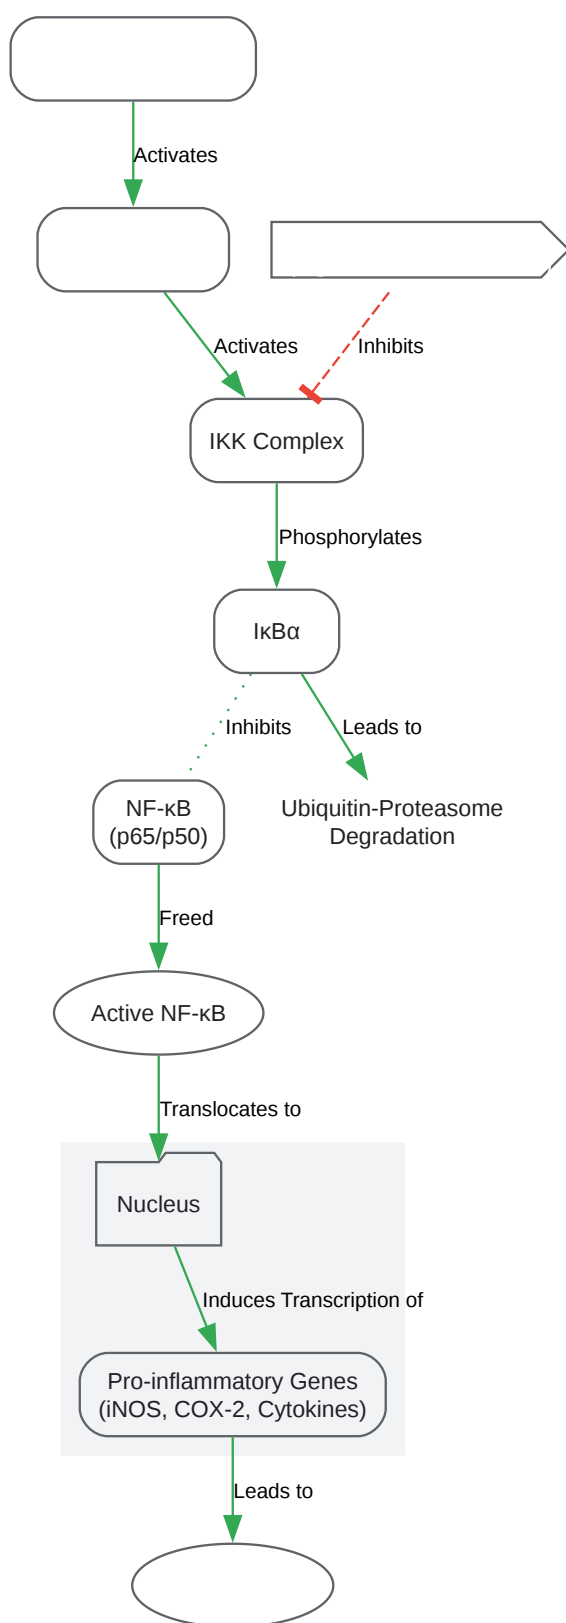 Activates
Activates
Inhibits
IKK Complex
Phosphorylates
IκBα
Inhibits
Leads to
NF-κB
(p65/p50)
Ubiquitin-Proteasome
Degradation
Freed
Active NF-κB
Translocates to
Nucleus
Induces Transcription of
Pro-inflammatory Genes
(iNOS, COX-2, Cytokines)
Leads to